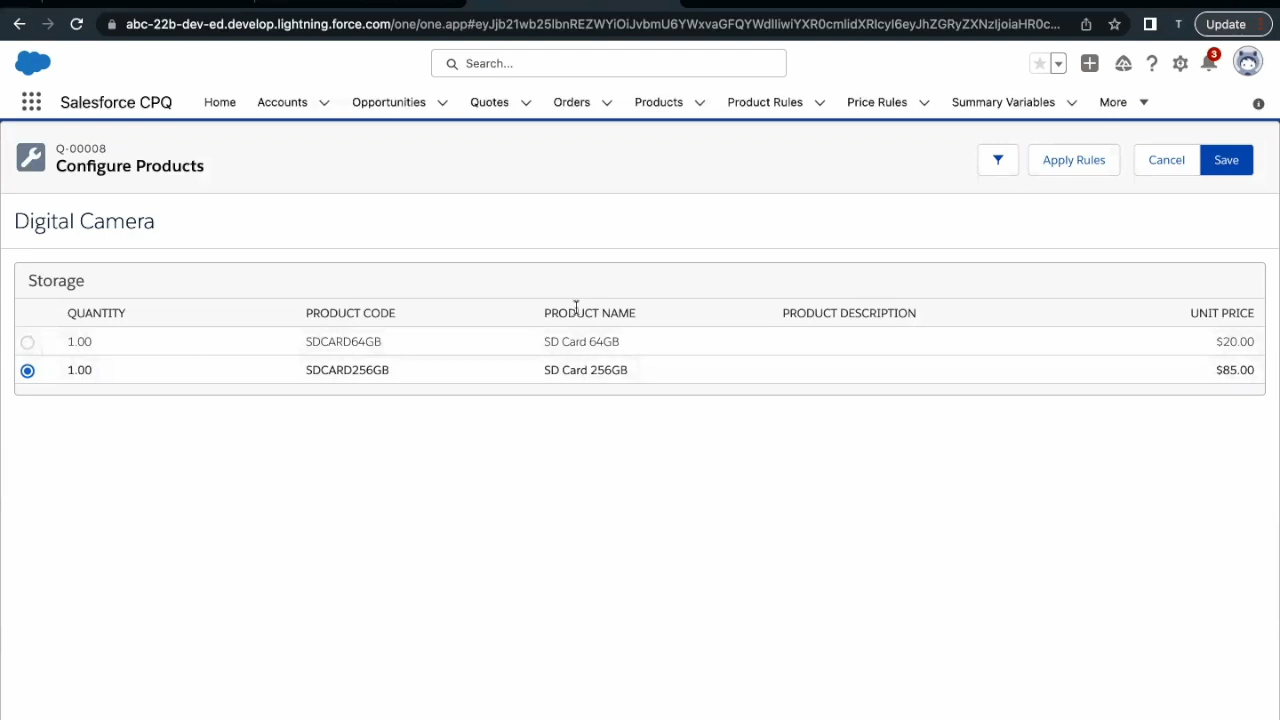 abc-22b-dev-ed.develop.lightning.force.com/one/one.app#eyJjb21wb25lbnREZWYiOiJvbmU6YWxvaGFQYWdlIiwiYXR0cmlidXRlcyI6eyJhZGRyZXNzIjoiaHR0c...
T
Update
Search...
3
Salesforce CPQ
Home
Accounts
Opportunities
Quotes
Orders
Products
Product Rules
Price Rules
Summary Variables
More
Q-00008
Configure Products
Apply Rules
Cancel
Save
Digital Camera
Storage
QUANTITY PRODUCT CODE PRODUCT NAME PRODUCT DESCRIPTION UNIT PRICE
1.00 SDCARD64GB SD Card 64GB $20.00
1.00 SDCARD256GB SD Card 256GB $85.00